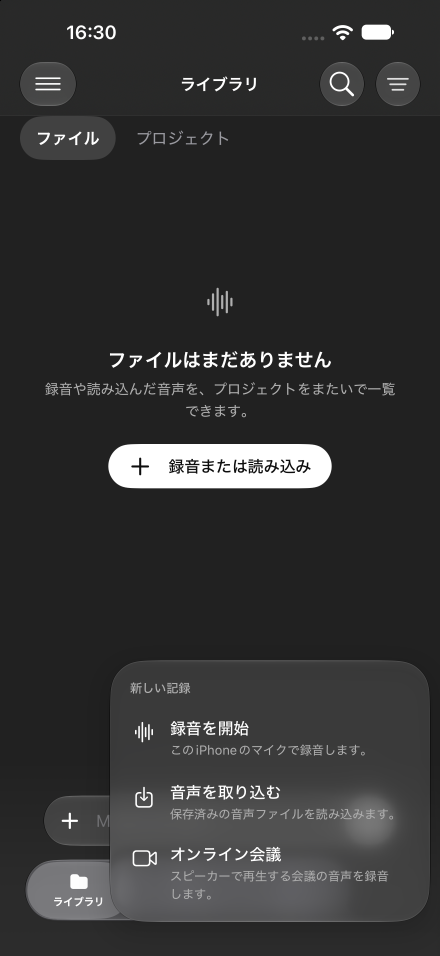 16:30
ライブラリ
ファイル
プロジェクト
ファイルはまだありません
録音や読み込んだ音声を、プロジェクトをまたいで一覧
できます。
録音または読み込み
新しい記録
録音を開始
このiPhoneのマイクで録音します。
音声を取り込む
保存済みの音声ファイルを読み込みます。
オンライン会議
スピーカーで再生する会議の音声を録音
します。
M
ライブラリ